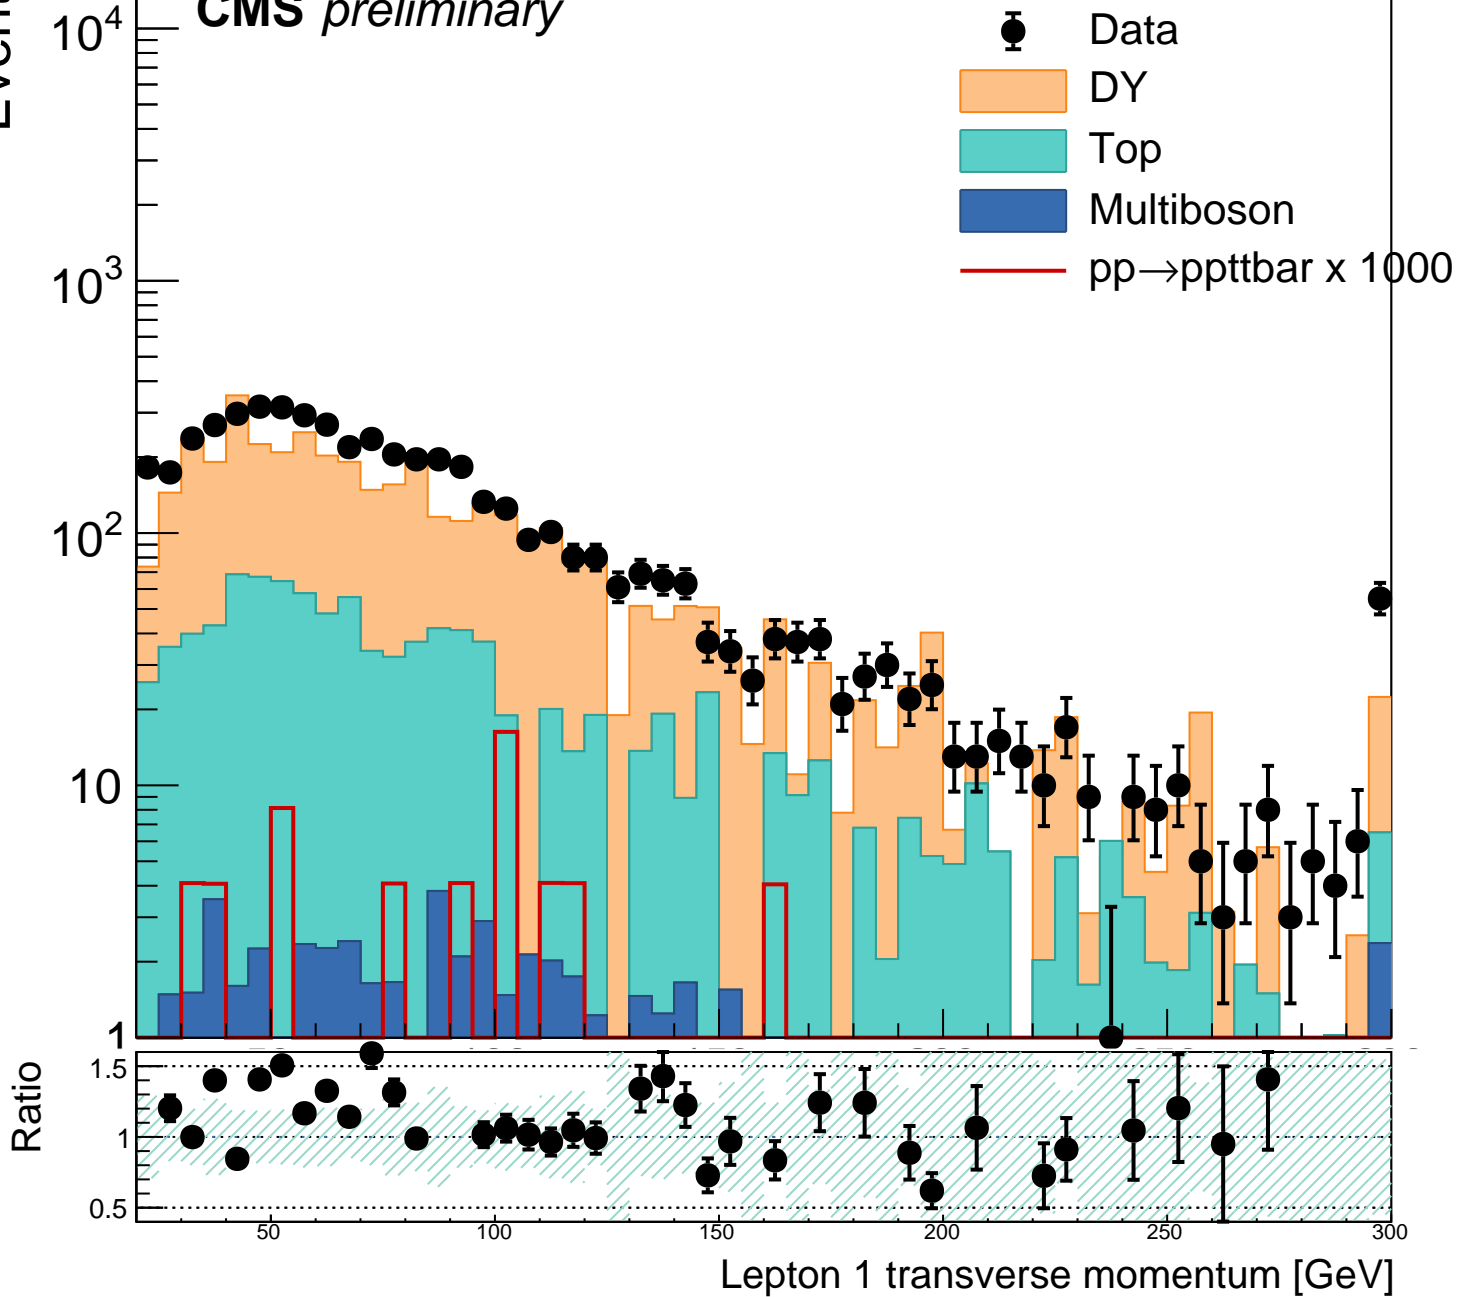 CMS preliminary
10^4
10^3
10^2
10
1
Data
DY
Top
Multiboson
pp→ppttbar x 1000
Ratio
1.5
1
0.5
50 100 150 200 250 300
Lepton 1 transverse momentum [GeV]